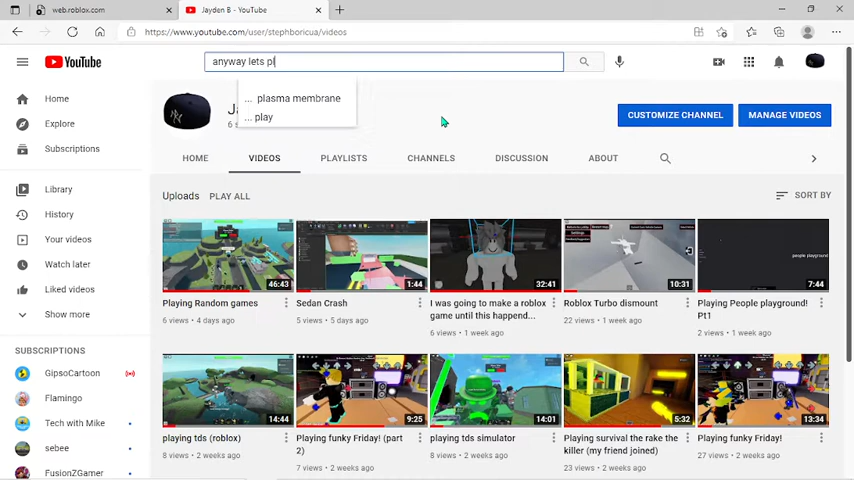 web.roblox.com
Jayden B - YouTube
https://www.youtube.com/user/stephboricua/videos
YouTube
anyway lets pl
... plasma membrane
... play
Home
Explore
Subscriptions
Library
History
Your videos
Watch later
Liked videos
Show more
SUBSCRIPTIONS
GipsoCartoon
Flamingo
Tech with Mike
sebee
FusionZGamer
CUSTOMIZE CHANNEL
MANAGE VIDEOS
HOME
VIDEOS
PLAYLISTS
CHANNELS
DISCUSSION
ABOUT
Uploads
PLAY ALL
SORT BY
46:43
Playing Random games
6 views • 4 days ago
1:44
Sedan Crash
5 views • 5 days ago
32:41
I was going to make a roblox
game until this happend...
6 views • 1 week ago
10:31
Roblox Turbo dismount
22 views • 1 week ago
people playground
7:44
Playing People playground!
Pt1
2 views • 1 week ago
14:44
playing tds (roblox)
8 views • 2 weeks ago
9:25
Playing funky Friday! (part
2)
7 views • 2 weeks ago
14:01
playing tds simulator
8 views • 2 weeks ago
5:32
Playing survival the rake the
killer (my friend joined)
23 views • 2 weeks ago
13:34
Playing funky Friday!
27 views • 2 weeks ago